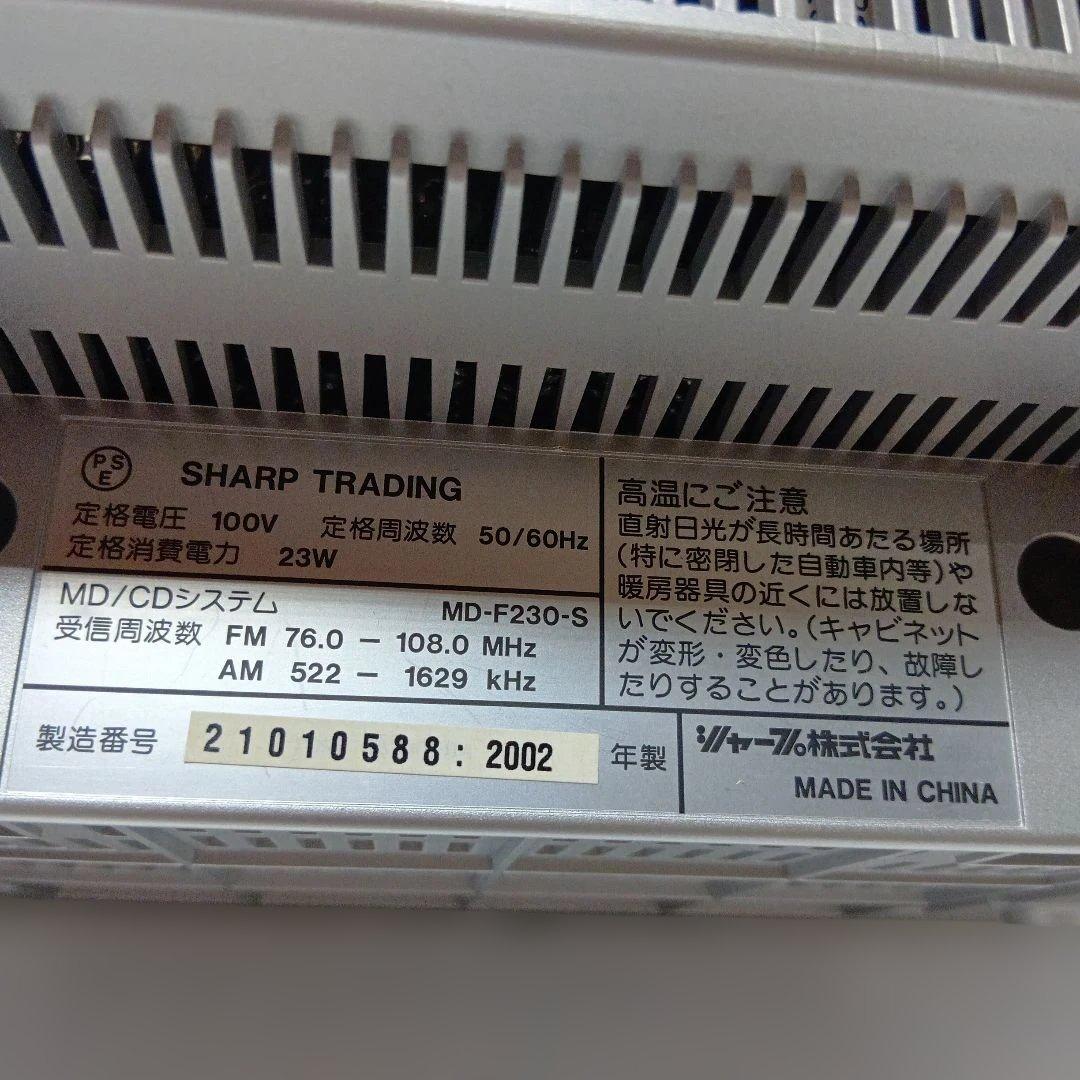 PSE SHARP TRADING
定格電圧 100V 定格周波数 50/60Hz
定格消費電力 23W
MD/CDシステム MD-F230-S
受信周波数 FM 76.0 - 108.0 MHz
AM 522 - 1629 kHz
高温にご注意
直射日光が長時間あたる場所
(特に密閉した自動車内等)や
暖房器具の近くには放置しな
いでください。(キャビネット
が変形・変色したり、故障し
たりすることがあります。)
製造番号 21010588: 2002 年製
シャープ株式会社
MADE IN CHINA